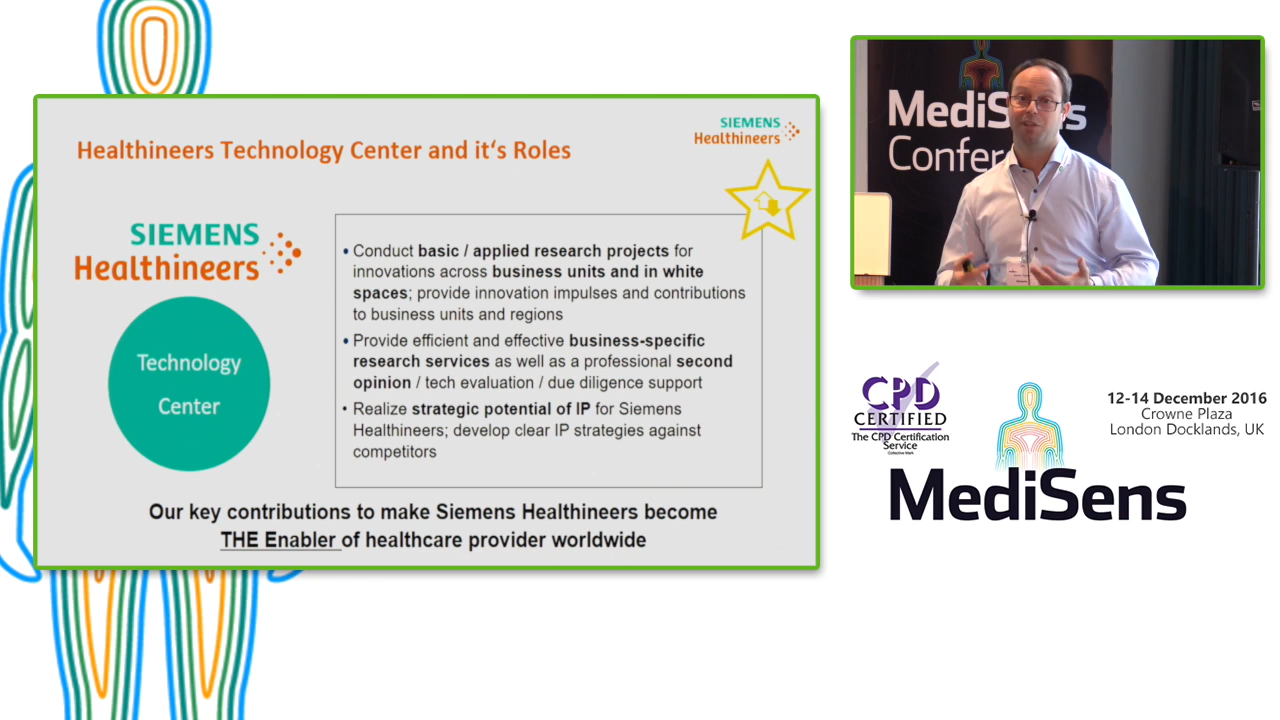 Healthineers Technology Center and it‘s Roles
SIEMENS
Healthineers
SIEMENS
Healthineers
Technology
Center
• Conduct basic / applied research projects for
innovations across business units and in white
spaces; provide innovation impulses and contributions
to business units and regions
• Provide efficient and effective business-specific
research services as well as a professional second
opinion / tech evaluation / due diligence support
• Realize strategic potential of IP for Siemens
Healthineers; develop clear IP strategies against
competitors
Our key contributions to make Siemens Healthineers become
THE Enabler of healthcare provider worldwide
MediS s
Confer
CPD
CERTIFIED
The CPD Certification
Service
Collective Mark
12-14 December 2016
Crowne Plaza
London Docklands, UK
MediSens